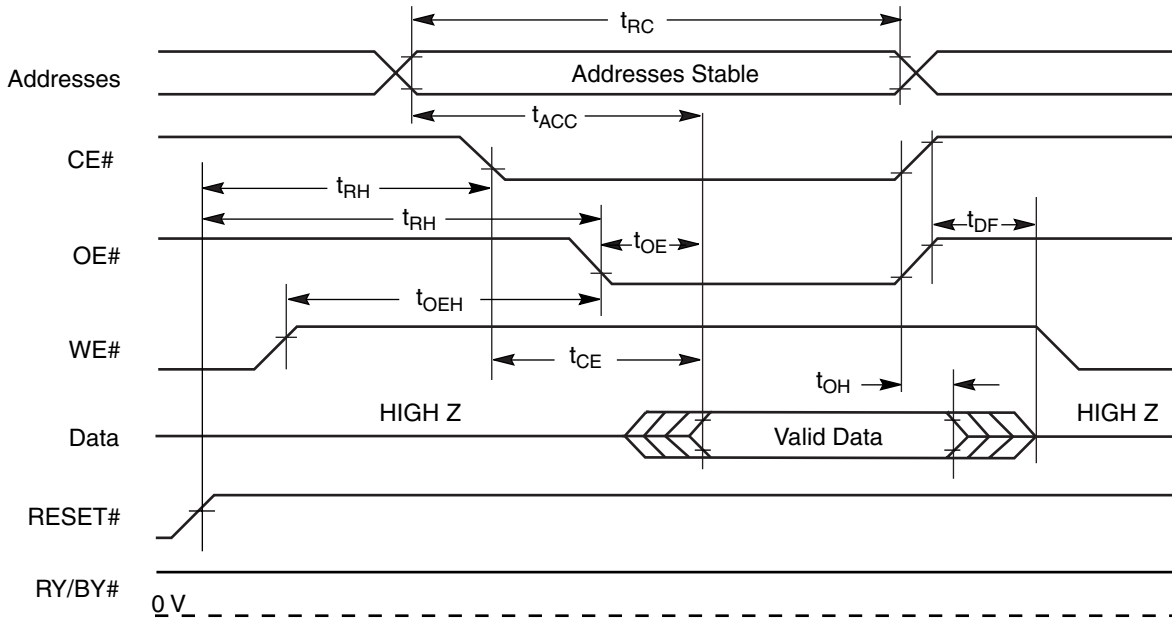 tRC
Addresses
Addresses Stable
tACC
CE#
tRH
tRH
tDF
OE#
tOE
tOEH
WE#
tCE
tOH
HIGH Z
HIGH Z
Data
Valid Data
RESET#
RY/BY#
0 V